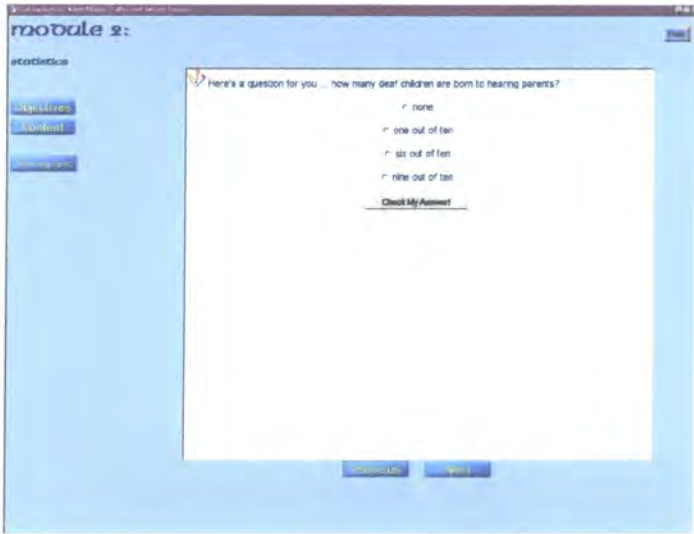 module 2:
statistics
Objectives
Content
Here's a question for you ... how many deaf children are born to hearing parents?
none
one out of ten
six out of ten
nine out of ten
Check My Answer!
Next